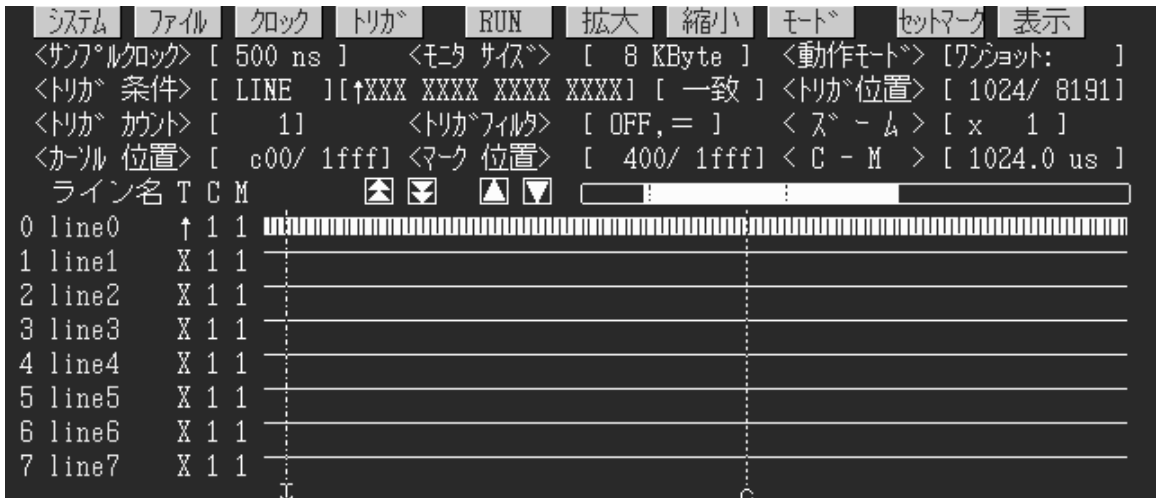 システム ファイル クロック トリガ RUN 拡大 縮小 モード セットマーク 表示
<サンプルクロック> [ 500 ns ] <モニタ サイズ> [ 8 KByte ] <動作モード> [ワンショット: ]
<トリガ 条件> [ LINE ][↑XXX XXXX XXXX XXXX] [ 一致 ] <トリガ位置> [ 1024/ 8191]
<トリガ カウント> [ 1] <トリガフィルタ> [ OFF,= ] < ズ ー ム > [ x 1 ]
<カーソル 位置> [ c00/ 1fff] <マーク 位置> [ 400/ 1fff] < C - M > [ 1024.0 us ]
ライン名 T C M
0 line0 ↑ 1 1
1 line1 X 1 1
2 line2 X 1 1
3 line3 X 1 1
4 line4 X 1 1
5 line5 X 1 1
6 line6 X 1 1
7 line7 X 1 1